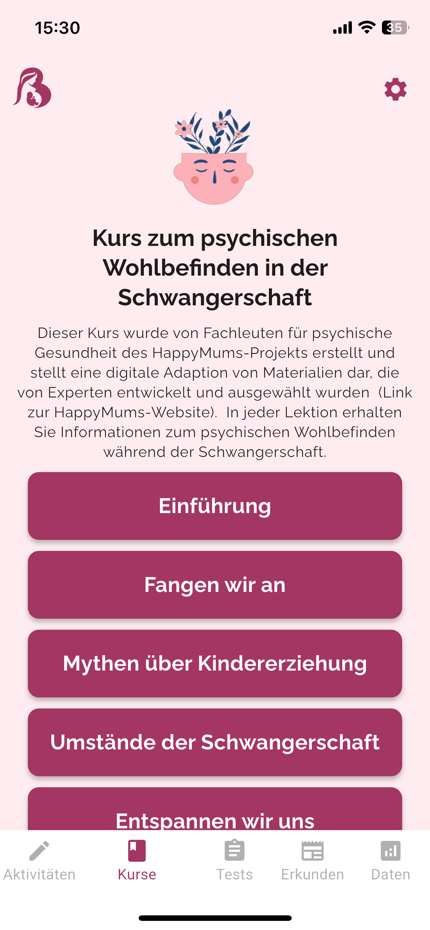 15:30
35
Kurs zum psychischen
Wohlbefinden in der
Schwangerschaft
Dieser Kurs wurde von Fachleuten für psychische
Gesundheit des HappyMums-Projekts erstellt und
stellt eine digitale Adaption von Materialien dar, die
von Experten entwickelt und ausgewählt wurden (Link
zur HappyMums-Website). In jeder Lektion erhalten
Sie Informationen zum psychischen Wohlbefinden
während der Schwangerschaft.
Einführung
Fangen wir an
Mythen über Kindererziehung
Umstände der Schwangerschaft
Entspannen wir uns
Aktivitäten
Kurse
Tests
Erkunden
Daten